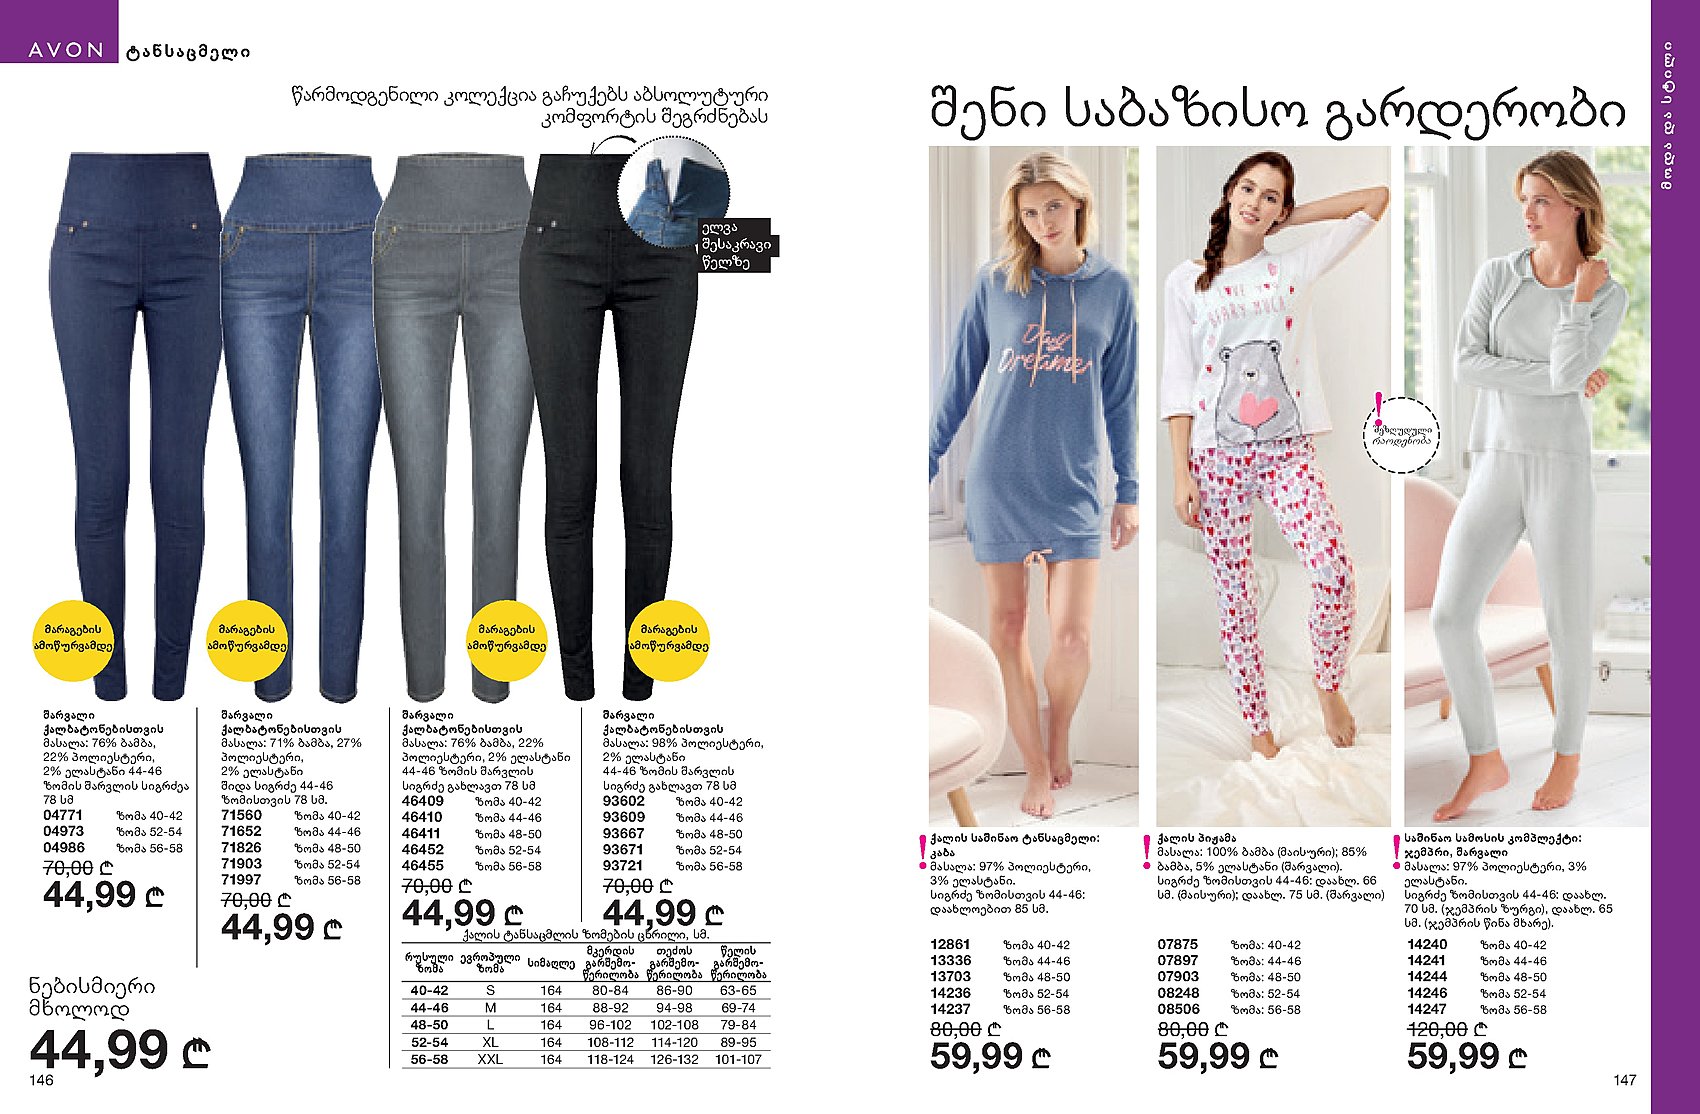 AVON ტანსაცმელი
წარმოდგენილი კოლექცია გაჩუქებს აბსოლუტური
კომფორტის შეგრძნებას
ელვა
შესაკრავი
წელზე
მარაგების
ამოწურვამდე
მარაგების
ამოწურვამდე
მარაგების
ამოწურვამდე
მარაგების
ამოწურვამდე
შარვალი
ქალბატონებისთვის
მასალა: 76% ბამბა,
22% პოლიესტერი,
2% ელასტანი 44-46
ზომის შარვლის სიგრძეა
78 სმ
04771 ზომა 40-42
04973 ზომა 52-54
04986 ზომა 56-58
70,00 ₾
44,99 ₾
შარვალი
ქალბატონებისთვის
მასალა: 71% ბამბა, 27%
პოლიესტერი,
2% ელასტანი
შიდა სიგრძე 44-46
ზომისთვის 78 სმ.
71560 ზომა 40-42
71652 ზომა 44-46
71826 ზომა 48-50
71903 ზომა 52-54
71997 ზომა 56-58
70,00 ₾
44,99 ₾
შარვალი
ქალბატონებისთვის
მასალა: 76% ბამბა, 22%
პოლიესტერი, 2% ელასტანი
44-46 ზომის შარვლის
სიგრძე გახლავთ 78 სმ
46409 ზომა 40-42
46410 ზომა 44-46
46411 ზომა 48-50
46452 ზომა 52-54
46455 ზომა 56-58
70,00 ₾
44,99 ₾
შარვალი
ქალბატონებისთვის
მასალა: 98% პოლიესტერი,
2% ელასტანი
44-46 ზომის შარვლის
სიგრძე გახლავთ 78 სმ
93602 ზომა 40-42
93609 ზომა 44-46
93667 ზომა 48-50
93671 ზომა 52-54
93721 ზომა 56-58
70,00 ₾
44,99 ₾
ქალის ტანსაცმლის ზომების ცხრილი, სმ.
რუსული ზომა ევროპული ზომა სიმაღლე მკერდის გარშემო-წერილობა თეძოს გარშემო-წერილობა წელის გარშემო-წერილობა
40-42 S 164 80-84 86-90 63-65
44-46 M 164 88-92 94-98 69-74
48-50 L 164 96-102 102-108 79-84
52-54 XL 164 108-112 114-120 89-95
56-58 XXL 164 118-124 126-132 101-107
ნებისმიერი
მხოლოდ
44,99 ₾
146
შენი საბაზისო გარდერობი
მოდა და სტილი
Day
Dreamer
I LOVE YOU
BEARY MUCH
შეზღუდული
რაოდენობა
ქალის საშინაო ტანსაცმელი:
კაბა
მასალა: 97% პოლიესტერი,
3% ელასტანი.
სიგრძე ზომისთვის 44-46:
დაახლოებით 85 სმ.
12861 ზომა 40-42
13336 ზომა 44-46
13703 ზომა 48-50
14236 ზომა 52-54
14237 ზომა 56-58
80,00 ₾
59,99 ₾
ქალის პიჟამა
მასალა: 100% ბამბა (მაისური); 85%
ბამბა, 5% ელასტანი (შარვალი).
სიგრძე ზომისთვის 44-46: დაახლ. 66
სმ. (მაისური); დაახლ. 75 სმ. (შარვალი)
07875 ზომა: 40-42
07897 ზომა: 44-46
07903 ზომა: 48-50
08248 ზომა: 52-54
08506 ზომა: 56-58
80,00 ₾
59,99 ₾
საშინაო სამოსის კომპლექტი:
ჯემპრი, შარვალი
მასალა: 97% პოლიესტერი, 3%
ელასტანი.
სიგრძე ზომისთვის 44-46: დაახლ.
70 სმ. (ჯემპრის ზურგი), დაახლ. 65
სმ. (ჯემპრის წინა მხარე).
14240 ზომა 40-42
14241 ზომა 44-46
14244 ზომა 48-50
14246 ზომა 52-54
14247 ზომა 56-58
120,00 ₾
59,99 ₾
147